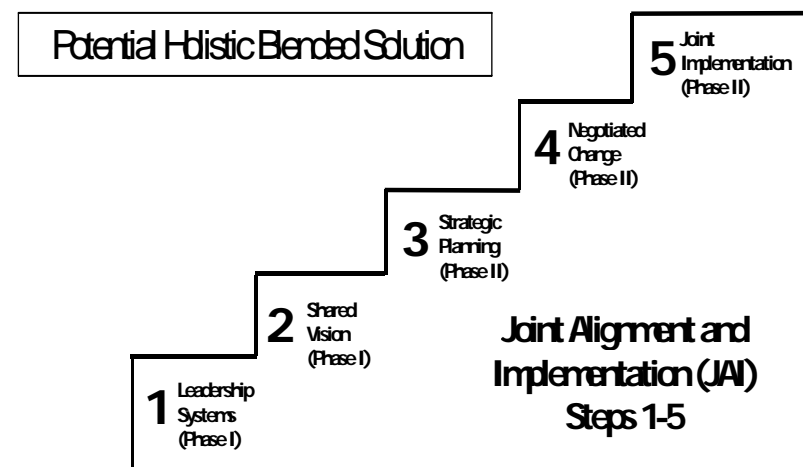 Potential Holistic Blended Solution
5 Joint
Implementation
(Phase II)
4 Negotiated
Change
(Phase II)
3 Strategic
Planning
(Phase II)
2 Shared
Vision
(Phase I)
1 Leadership
Systems
(Phase I)
Joint Alignment and
Implementation (JAI)
Steps 1-5